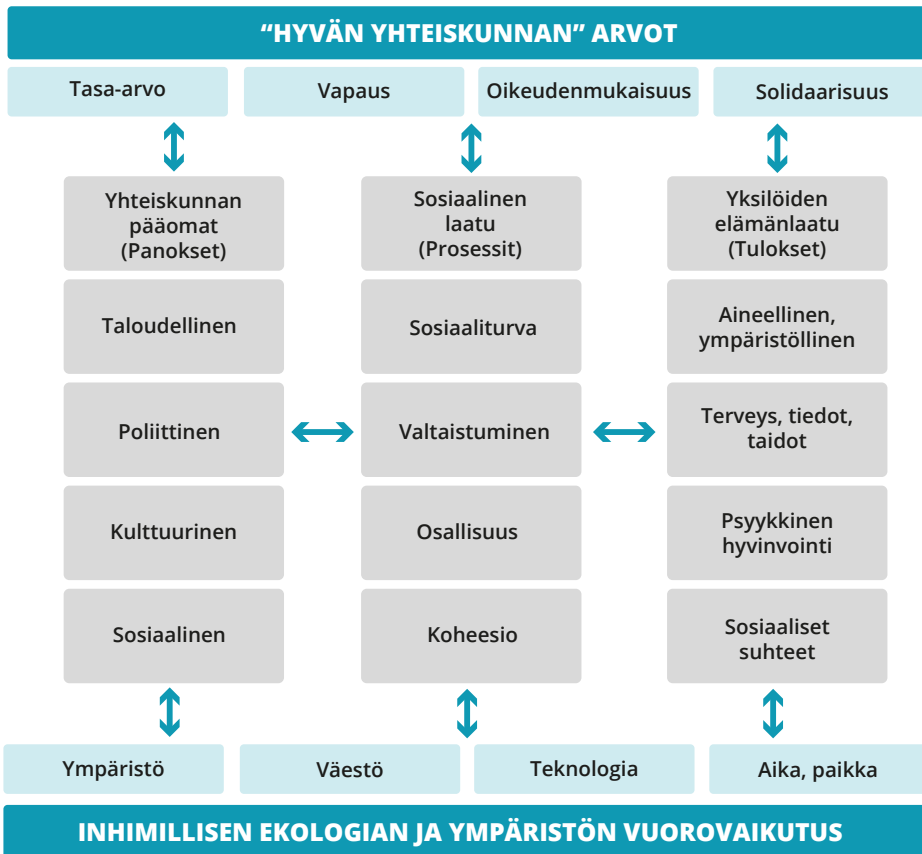 “HYVÄN YHTEISKUNNAN” ARVOT
Tasa-arvo
Vapaus
Oikeudenmukaisuus
Solidaarisuus
Yhteiskunnan
pääomat
(Panokset)
Sosiaalinen
laatu
(Prosessit)
Yksilöiden
elämänlaatu
(Tulokset)
Taloudellinen
Sosiaaliturva
Aineellinen,
ympäristöllinen
Poliittinen
Valtaistuminen
Terveys, tiedot,
taidot
Kulttuurinen
Osallisuus
Psyykkinen
hyvinvointi
Sosiaalinen
Koheesio
Sosiaaliset
suhteet
Ympäristö
Väestö
Teknologia
Aika, paikka
INHIMILLISEN EKOLOGIAN JA YMPÄRISTÖN VUOROVAIKUTUS